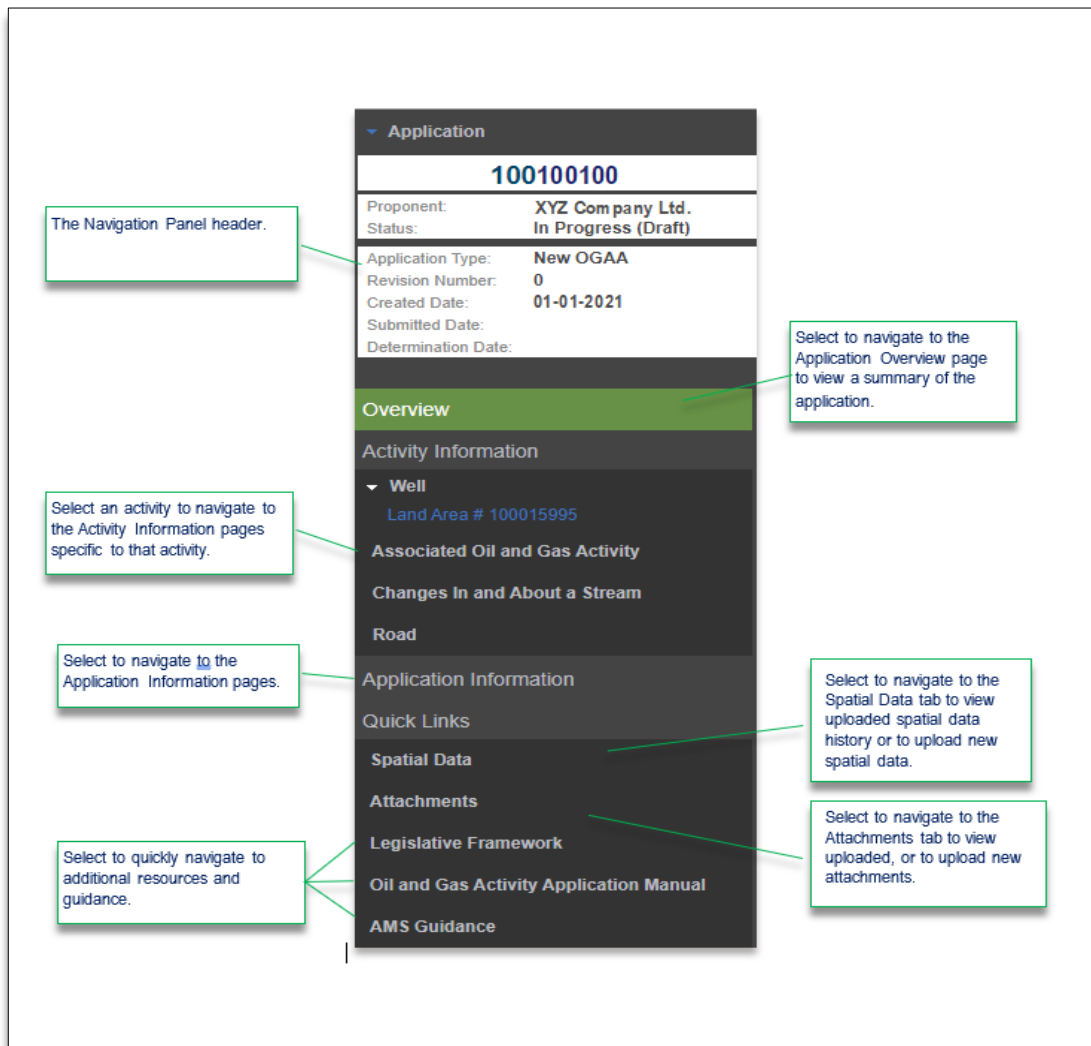 Application
100100100
The Navigation Panel header.
Proponent: XYZ Company Ltd.
Status: In Progress (Draft)
Application Type: New OGAA
Revision Number: 0
Created Date: 01-01-2021
Submitted Date:
Determination Date:
Select to navigate to the
Application Overview page
to view a summary of the
application.
Overview
Activity Information
Well
Land Area # 100015995
Select an activity to navigate to
the Activity Information pages
specific to that activity.
Associated Oil and Gas Activity
Changes In and About a Stream
Road
Select to navigate to the
Application Information pages.
Application Information
Quick Links
Select to navigate to the
Spatial Data tab to view
uploaded spatial data
history or to upload new
spatial data.
Spatial Data
Attachments
Select to navigate to the
Attachments tab to view
uploaded, or to upload new
attachments.
Legislative Framework
Select to quickly navigate to
additional resources and
guidance.
Oil and Gas Activity Application Manual
AMS Guidance